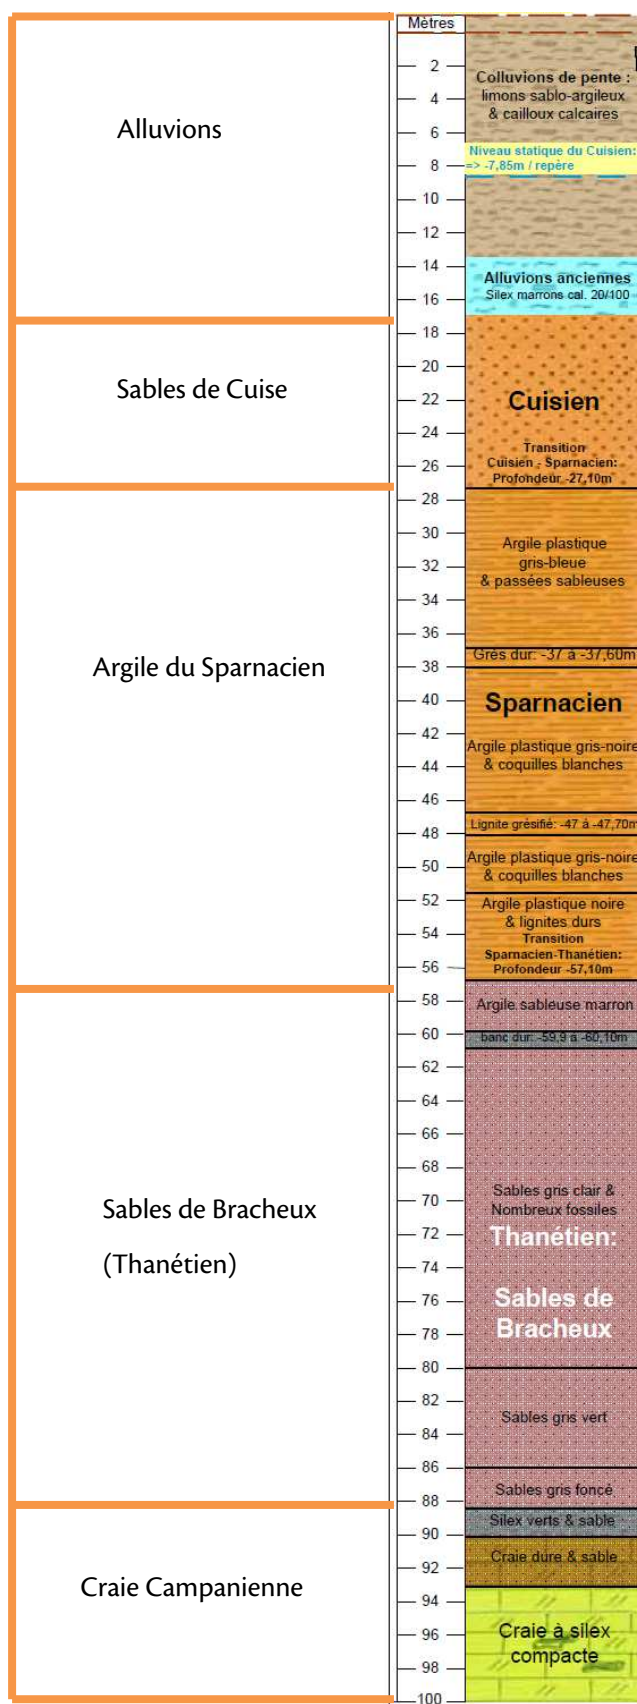 Alluvions
Sables de Cuise
Argile du Sparnacien
Sables de Bracheux
(Thanétien)
Craie Campanienne
Mètres
2
4
6
8
10
12
14
16
18
20
22
24
26
28
30
32
34
36
38
40
42
44
46
48
50
52
54
56
58
60
62
64
66
68
70
72
74
76
78
80
82
84
86
88
90
92
94
96
98
100
Colluvions de pente :
limons sablo-argileux
& cailloux calcaires
Niveau statique du Cuisien:
=> -7,85m / repère
Alluvions anciennes
Silex marrons cal. 20/100
Cuisien
Transition
Cuisien - Sparnacien:
Profondeur -27,10m
Argile plastique
gris-bleue
& passées sableuses
Grès dur: -37 à -37,60m
Sparnacien
Argile plastique gris-noire
& coquilles blanches
Lignite grésifié: -47 à -47,70m
Argile plastique gris-noire
& coquilles blanches
Argile plastique noire
& lignites durs
Transition
Sparnacien-Thanétien:
Profondeur -57,10m
Argile sableuse marron
banc dur: -59,9 à -60,10m
Sables gris clair &
Nombreux fossiles
Thanétien:
Sables de
Bracheux
Sables gris vert
Sables gris foncé
Silex verts & sable
Craie dure & sable
Craie à silex
compacte